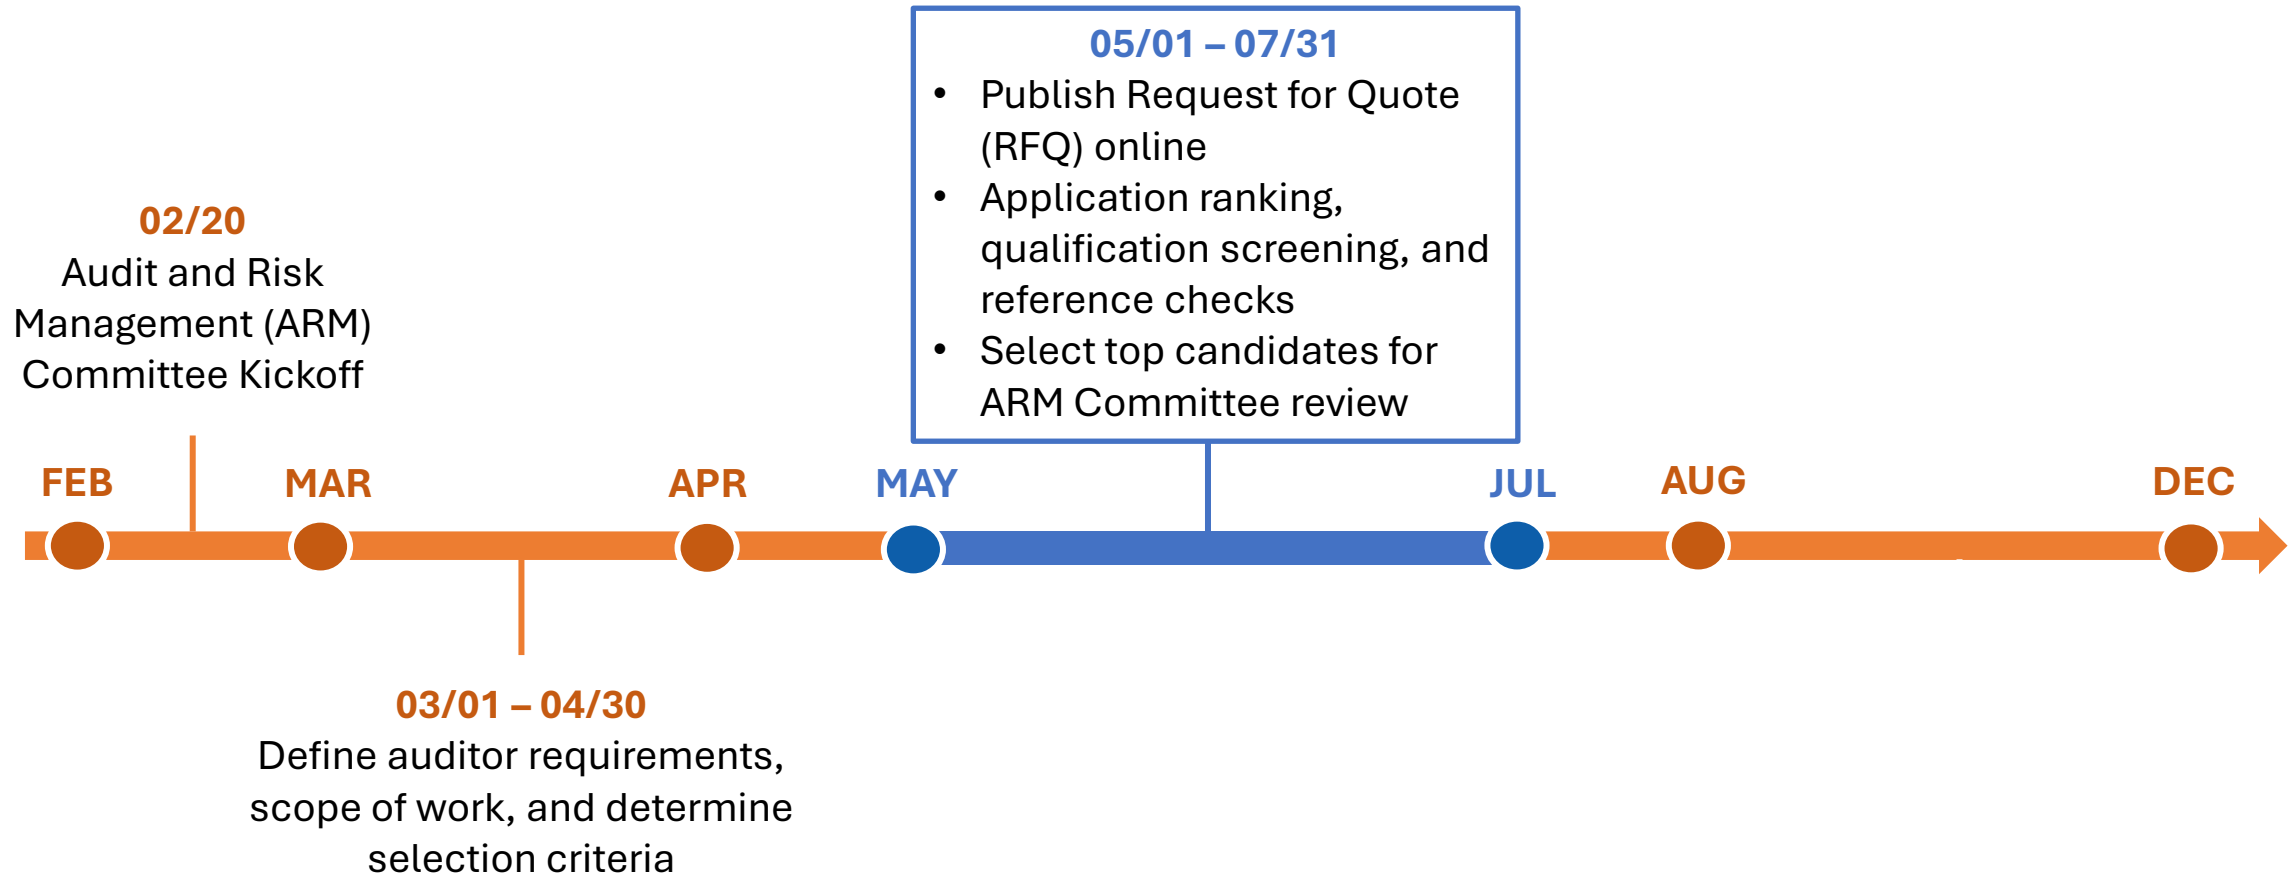 05/01 – 07/31
• Publish Request for Quote
(RFQ) online
• Application ranking,
qualification screening, and
reference checks
• Select top candidates for
ARM Committee review
02/20
Audit and Risk
Management (ARM)
Committee Kickoff
FEB
MAR
APR
MAY
JUL
AUG
DEC
03/01 – 04/30
Define auditor requirements,
scope of work, and determine
selection criteria